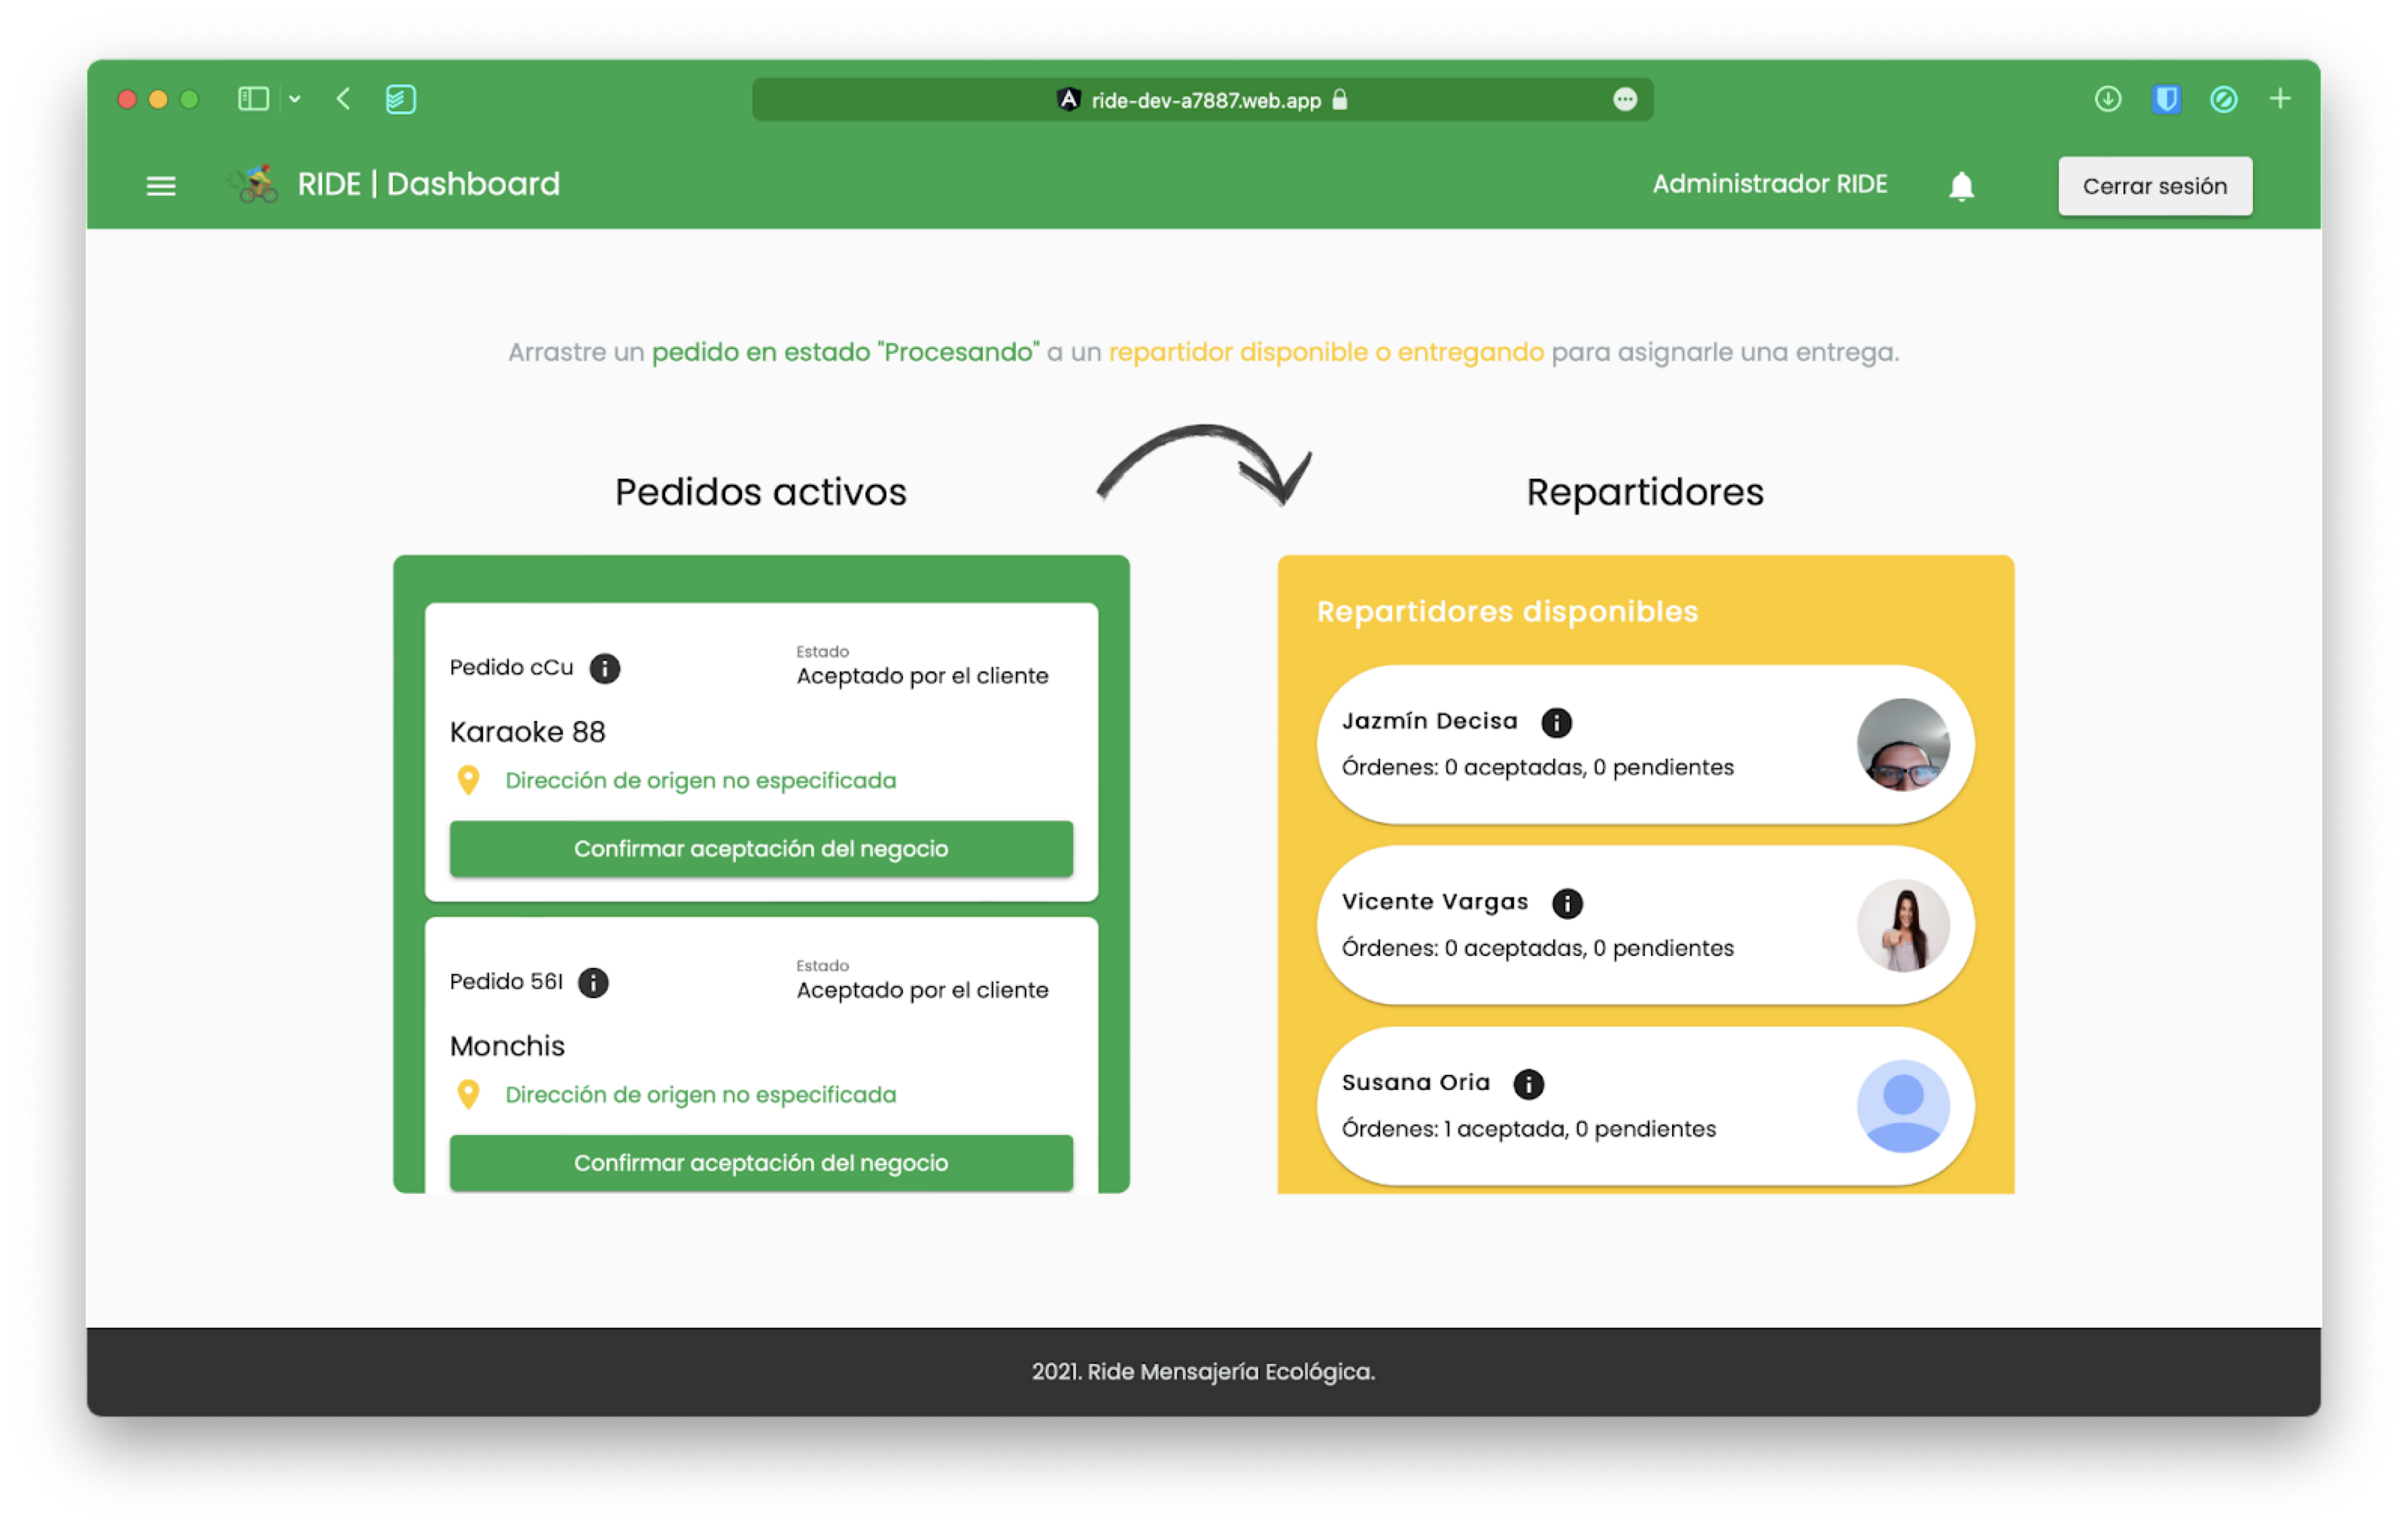 ride-dev-a7887.web.app
RIDE | Dashboard
Administrador RIDE
Cerrar sesión
Arrastre un pedido en estado "Procesando" a un repartidor disponible o entregando para asignarle una entrega.
Pedidos activos
Pedido cCu
Estado
Aceptado por el cliente
Karaoke 88
Dirección de origen no especificada
Confirmar aceptación del negocio
Pedido 56I
Estado
Aceptado por el cliente
Monchis
Dirección de origen no especificada
Confirmar aceptación del negocio
Repartidores
Repartidores disponibles
Jazmín Decisa
Órdenes: 0 aceptadas, 0 pendientes
Vicente Vargas
Órdenes: 0 aceptadas, 0 pendientes
Susana Oria
Órdenes: 1 aceptada, 0 pendientes
2021. Ride Mensajería Ecológica.